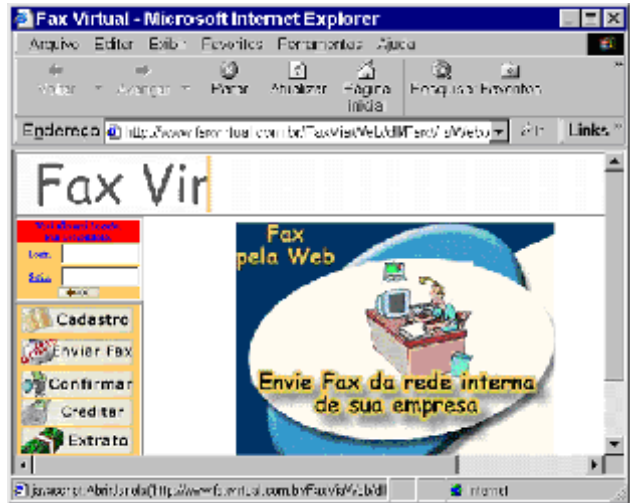 Fax Virtual - Microsoft Internet Explorer
Arquivo Editar Exibir Favoritos Ferramentas Ajuda
Voltar Avançar Parar Atualizar Página inicial Pesquisar Favoritos
Endereço Links
Fax Vir
Fax
pela Web
Cadastro
Enviar Fax
Confirmar
Creditar
Extrato
Envie Fax da rede interna
de sua empresa
Internet